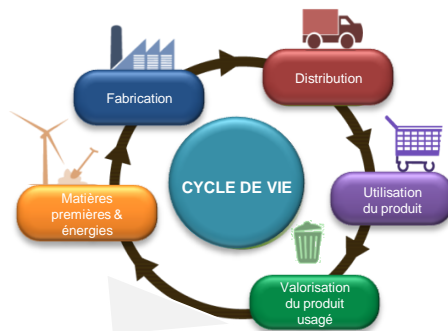 Distribution
Fabrication
CYCLE DE VIE
Utilisation
du produit
Matières
premières &
énergies
Valorisation
du produit
usagé